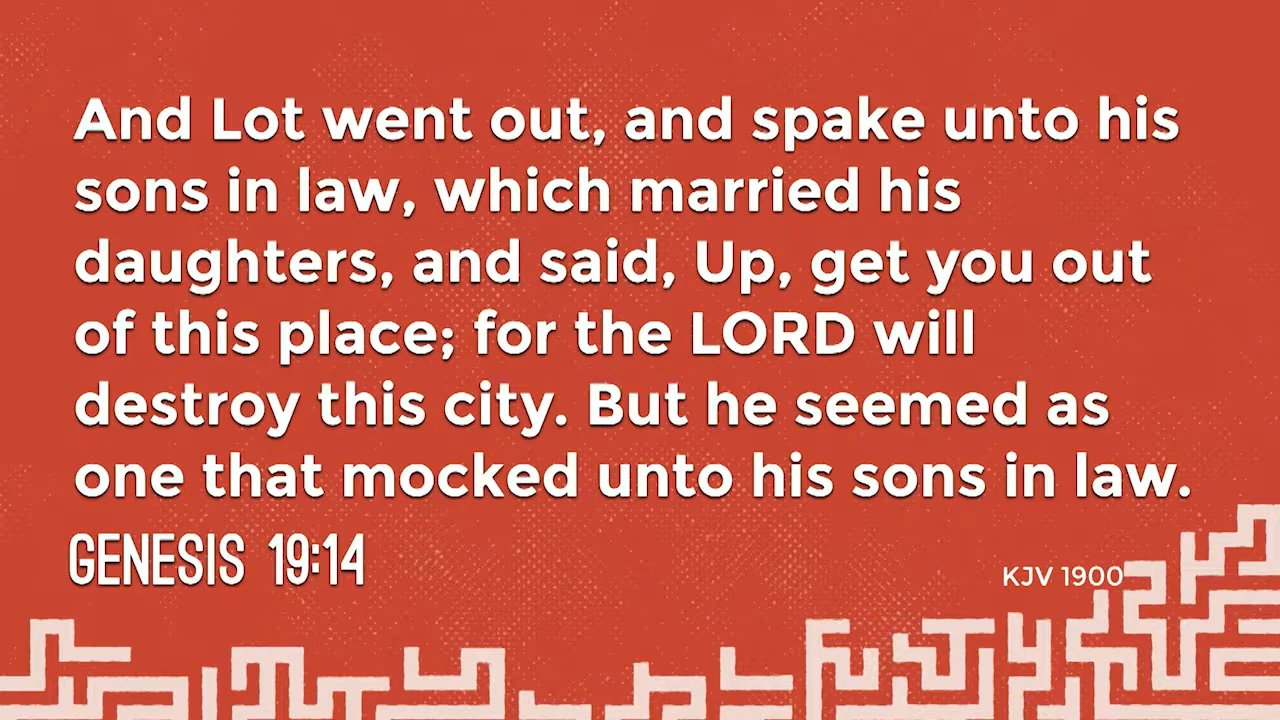 And Lot went out, and spake unto his
sons in law, which married his
daughters, and said, Up, get you out
of this place; for the LORD will
destroy this city. But he seemed as
one that mocked unto his sons in law.
GENESIS 19:14
KJV 1900